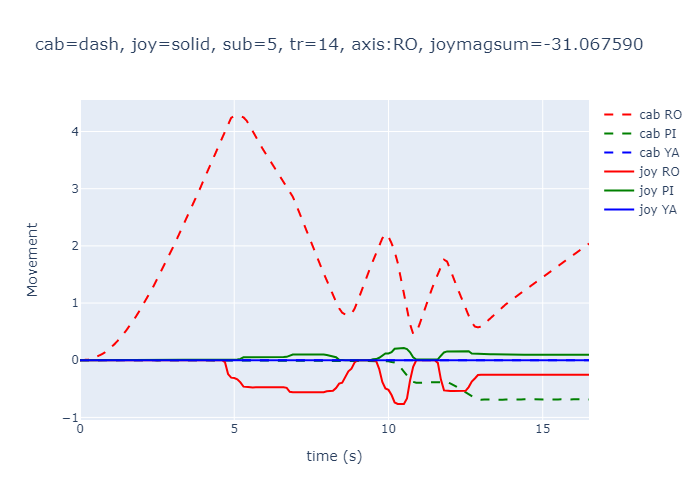 cab=dash, joy=solid, sub=5, tr=14, axis:RO, joymagsum=-31.067590
cab RO
cab PI
cab YA
joy RO
joy PI
joy YA
Movement
4
3
2
1
0
−1
0
5
10
15
time (s)